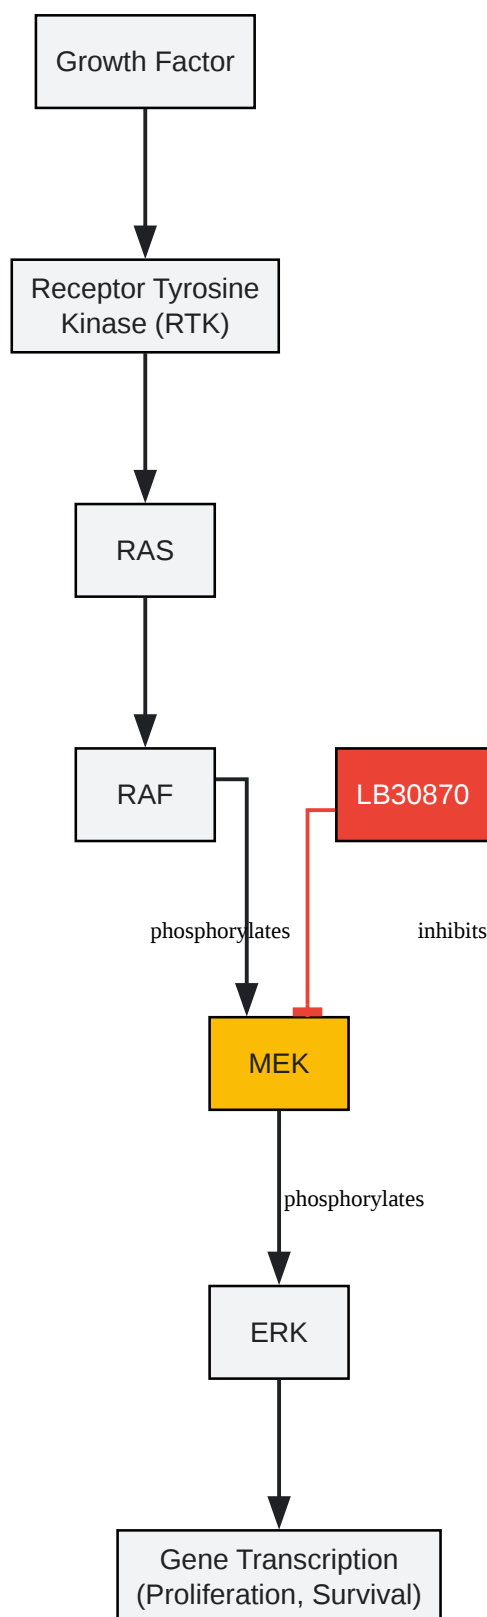 Growth Factor
Receptor Tyrosine
Kinase (RTK)
RAS
RAF
LB30870
phosphorylates
inhibits
MEK
phosphorylates
ERK
Gene Transcription
(Proliferation, Survival)